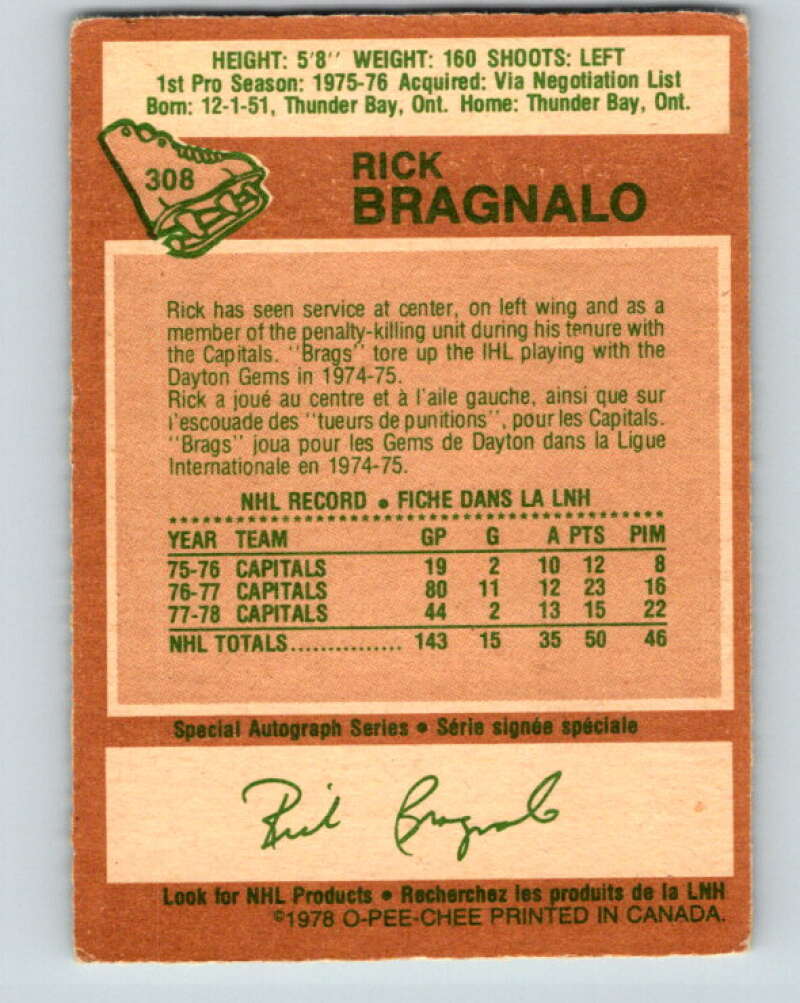 HEIGHT: 5'8'' WEIGHT: 160 SHOOTS: LEFT
1st Pro Season: 1975-76 Acquired: Via Negotiation List
Born: 12-1-51, Thunder Bay, Ont. Home: Thunder Bay, Ont.
308
RICK
BRAGNALO
Rick has seen service at center, on left wing and as a
member of the penalty-killing unit during his tenure with
the Capitals. "Brags" tore up the IHL playing with the
Dayton Gems in 1974-75.
Rick a joué au centre et à l'aile gauche, ainsi que sur
l'escouade des "tueurs de punitions", pour les Capitals.
"Brags" joua pour les Gems de Dayton dans la Ligue
Internationale en 1974-75.
NHL RECORD • FICHE DANS LA LNH
YEAR TEAM GP G A PTS PIM
75-76 CAPITALS 19 2 10 12 8
76-77 CAPITALS 80 11 12 23 16
77-78 CAPITALS 44 2 13 15 22
NHL TOTALS............... 143 15 35 50 46
Special Autograph Series • Série signée spéciale
Rick Bragnalo
Look for NHL Products • Recherchez les produits de la LNH
©1978 O-PEE-CHEE PRINTED IN CANADA.